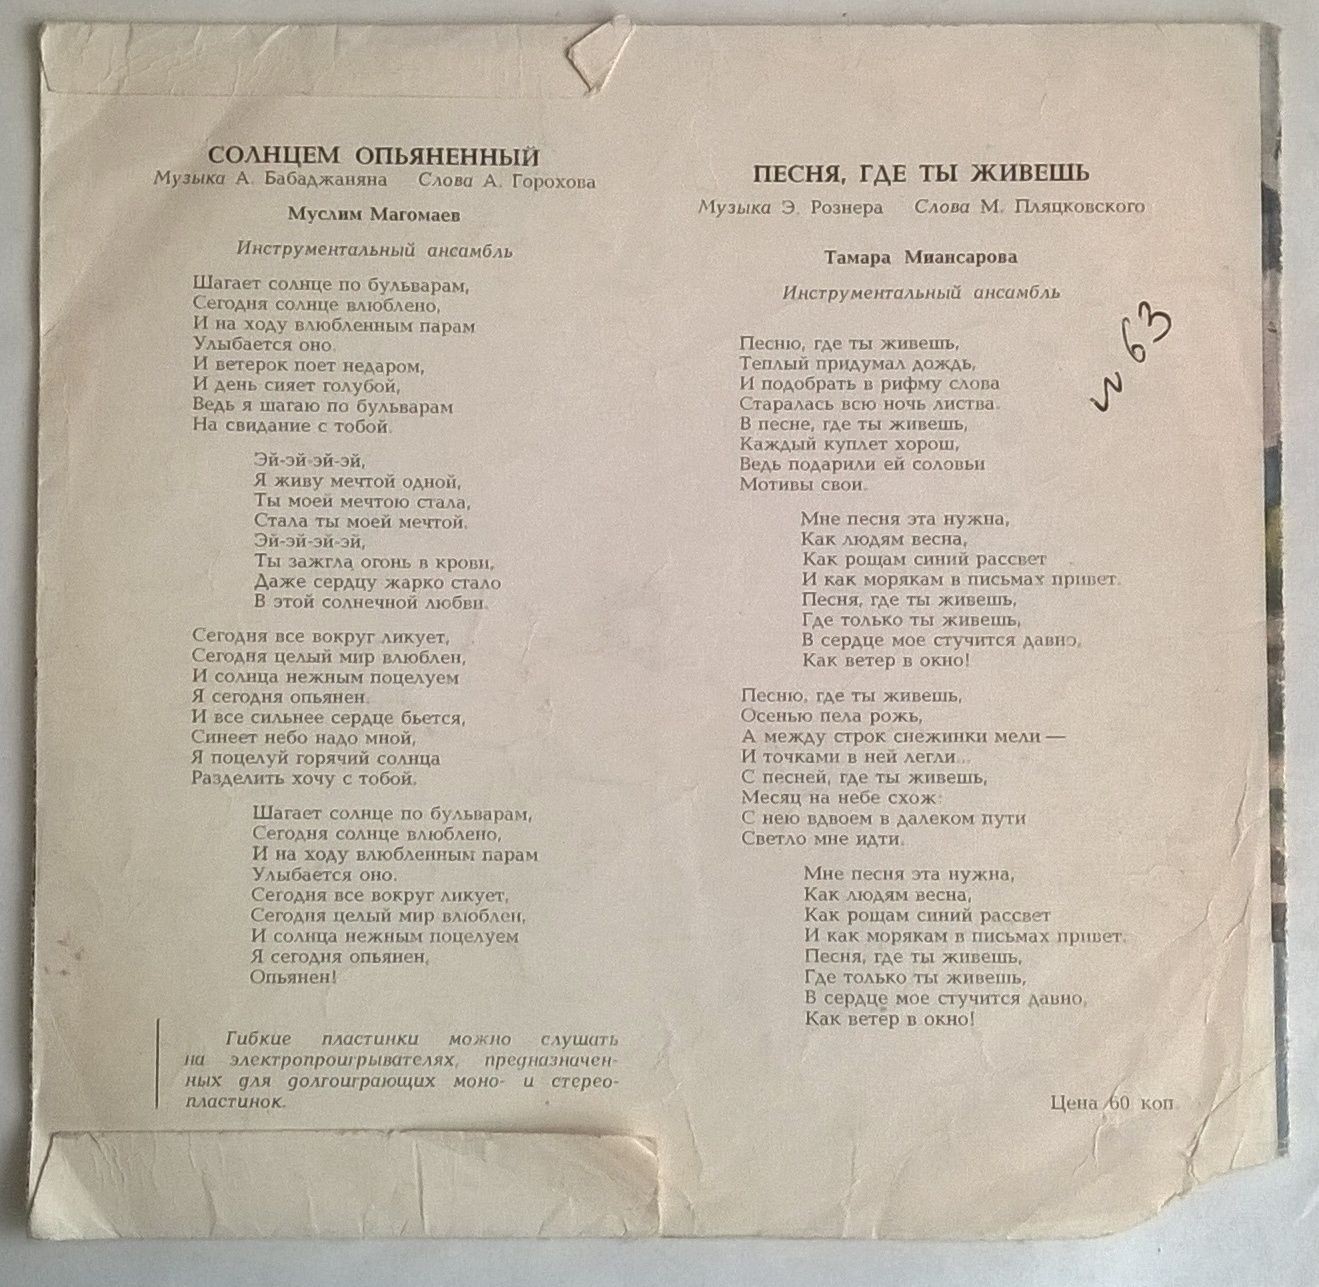 СОЛНЦЕМ ОПЬЯНЕННЫЙ
Музыка А. Бабаджаняна Слова А. Горохова
Муслим Магомаев
Инструментальный ансамбль
Шагает солнце по бульварам,
Сегодня солнце влюблено,
И на ходу влюбленным парам
Улыбается оно.
И ветерок поет недаром,
И день сияет голубой,
Ведь я шагаю по бульварам
На свидание с тобой.
Эй-эй-эй-эй,
Я живу мечтой одной,
Ты моей мечтою стала,
Стала ты моей мечтой.
Эй-эй-эй-эй,
Ты зажгла огонь в крови,
Даже сердцу жарко стало
В этой солнечной любви.
Сегодня все вокруг ликует,
Сегодня целый мир влюблен,
И солнца нежным поцелуем
Я сегодня опьянен.
И все сильнее сердце бьется,
Синеет небо надо мной,
Я поцелуй горячий солнца
Разделить хочу с тобой.
Шагает солнце по бульварам,
Сегодня солнце влюблено,
И на ходу влюбленным парам
Улыбается оно.
Сегодня все вокруг ликует,
Сегодня целый мир влюблен,
И солнца нежным поцелуем
Я сегодня опьянен,
Опьянен!
Гибкие пластинки можно слушать
на электропроигрывателях, предназначен-
ных для долгоиграющих моно- и стерео-
пластинок.
ПЕСНЯ, ГДЕ ТЫ ЖИВЕШЬ
Музыка Э. Рознера Слова М. Пляцковского
Тамара Миансарова
Инструментальный ансамбль
N 63
Песню, где ты живешь,
Теплый придумал дождь,
И подобрать в рифму слова
Старалась всю ночь листва.
В песне, где ты живешь,
Каждый куплет хорош,
Ведь подарили ей соловьи
Мотивы свои.
Мне песня эта нужна,
Как людям весна,
Как рощам синий рассвет
И как морякам в письмах привет.
Песня, где ты живешь,
Где только ты живешь,
В сердце мое стучится давно,
Как ветер в окно!
Песню, где ты живешь,
Осенью пела рожь,
А между строк снежинки мели —
И точками в ней легли...
С песней, где ты живешь,
Месяц на небе схож:
С нею вдвоем в далеком пути
Светло мне идти.
Мне песня эта нужна,
Как людям весна,
Как рощам синий рассвет
И как морякам в письмах привет.
Песня, где ты живешь,
Где только ты живешь,
В сердце мое стучится давно,
Как ветер в окно!
Цена 60 коп.